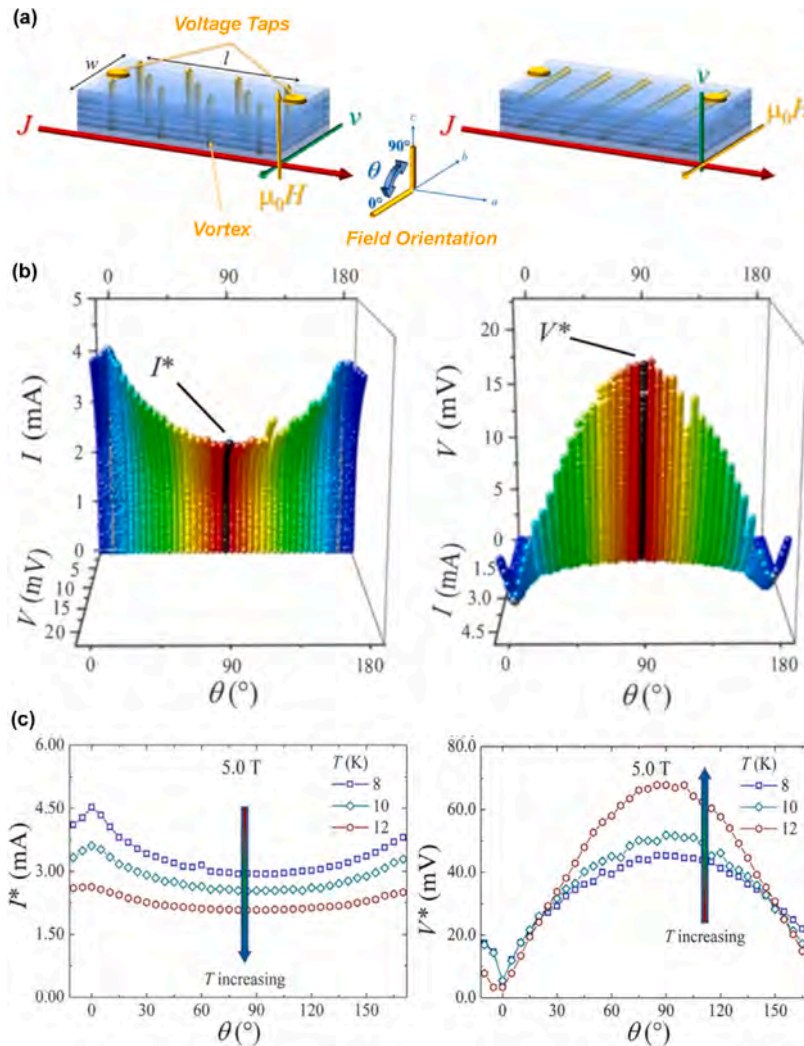 (a)
Voltage Taps
w
l
J
v
μ₀H
Vortex
c
90°
θ
0°
b
a
Field Orientation
J
v
μ₀H
(b)
0 90 180
5
4
3
2
1
0
I (mA)
I*
5
10
15
20
V (mV)
0 90 180
θ (°)
0 90 180
20
15
10
5
0
V (mV)
V*
1.5
3.0
4.5
I (mA)
0 90 180
θ (°)
(c)
6.00
4.50
3.00
1.50
0.00
I* (mA)
5.0 T
T (K)
8
10
12
T increasing
0 30 60 90 120 150
θ (°)
80.0
60.0
40.0
20.0
0.0
V* (mV)
5.0 T
T (K)
8
10
12
T increasing
0 30 60 90 120 150
θ (°)